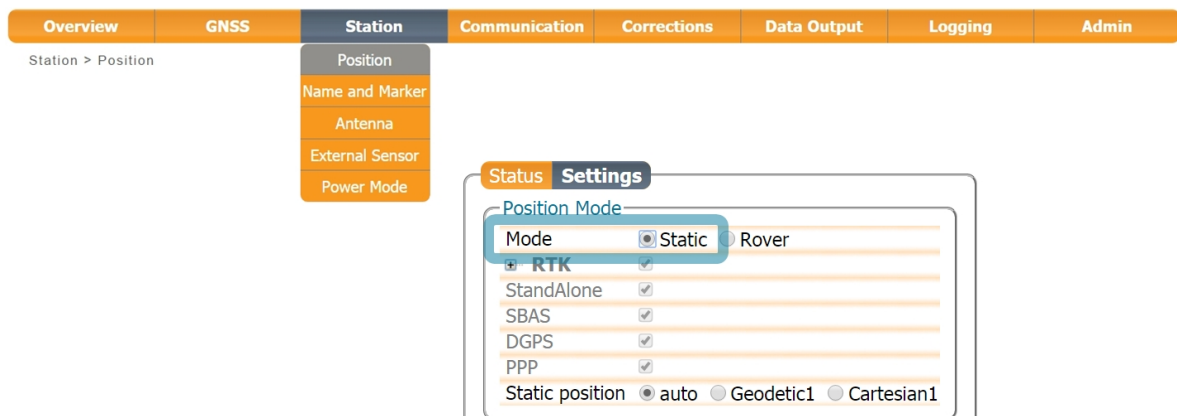 Overview GNSS Station Communication Corrections Data Output Logging Admin
Station > Position
Position
Name and Marker
Antenna
External Sensor
Power Mode
Status Settings
Position Mode
Mode Static Rover
RTK
StandAlone
SBAS
DGPS
PPP
Static position auto Geodetic1 Cartesian1